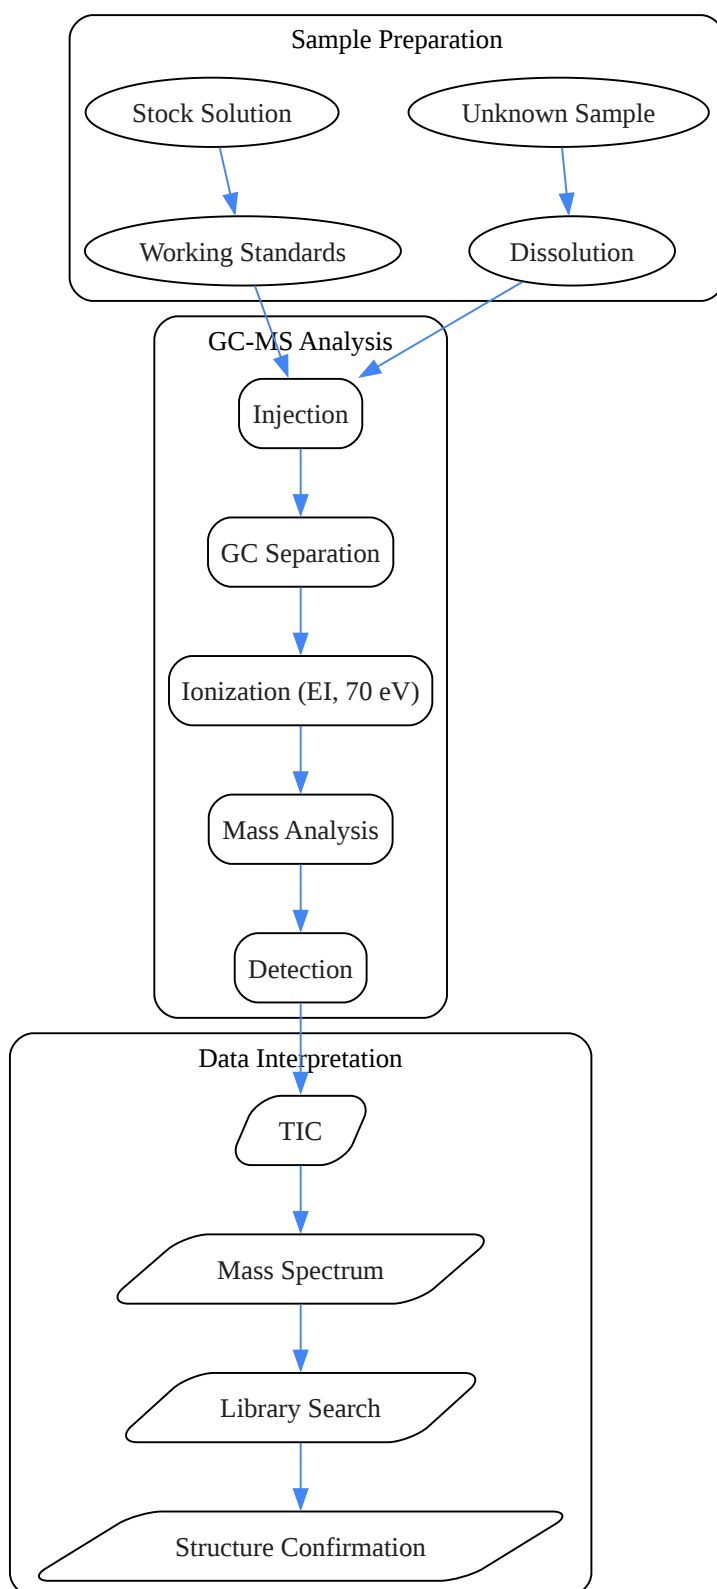 Sample Preparation
Stock Solution
Unknown Sample
Working Standards
Dissolution
GC-MS Analysis
Injection
GC Separation
Ionization (EI, 70 eV)
Mass Analysis
Detection
Data Interpretation
TIC
Mass Spectrum
Library Search
Structure Confirmation